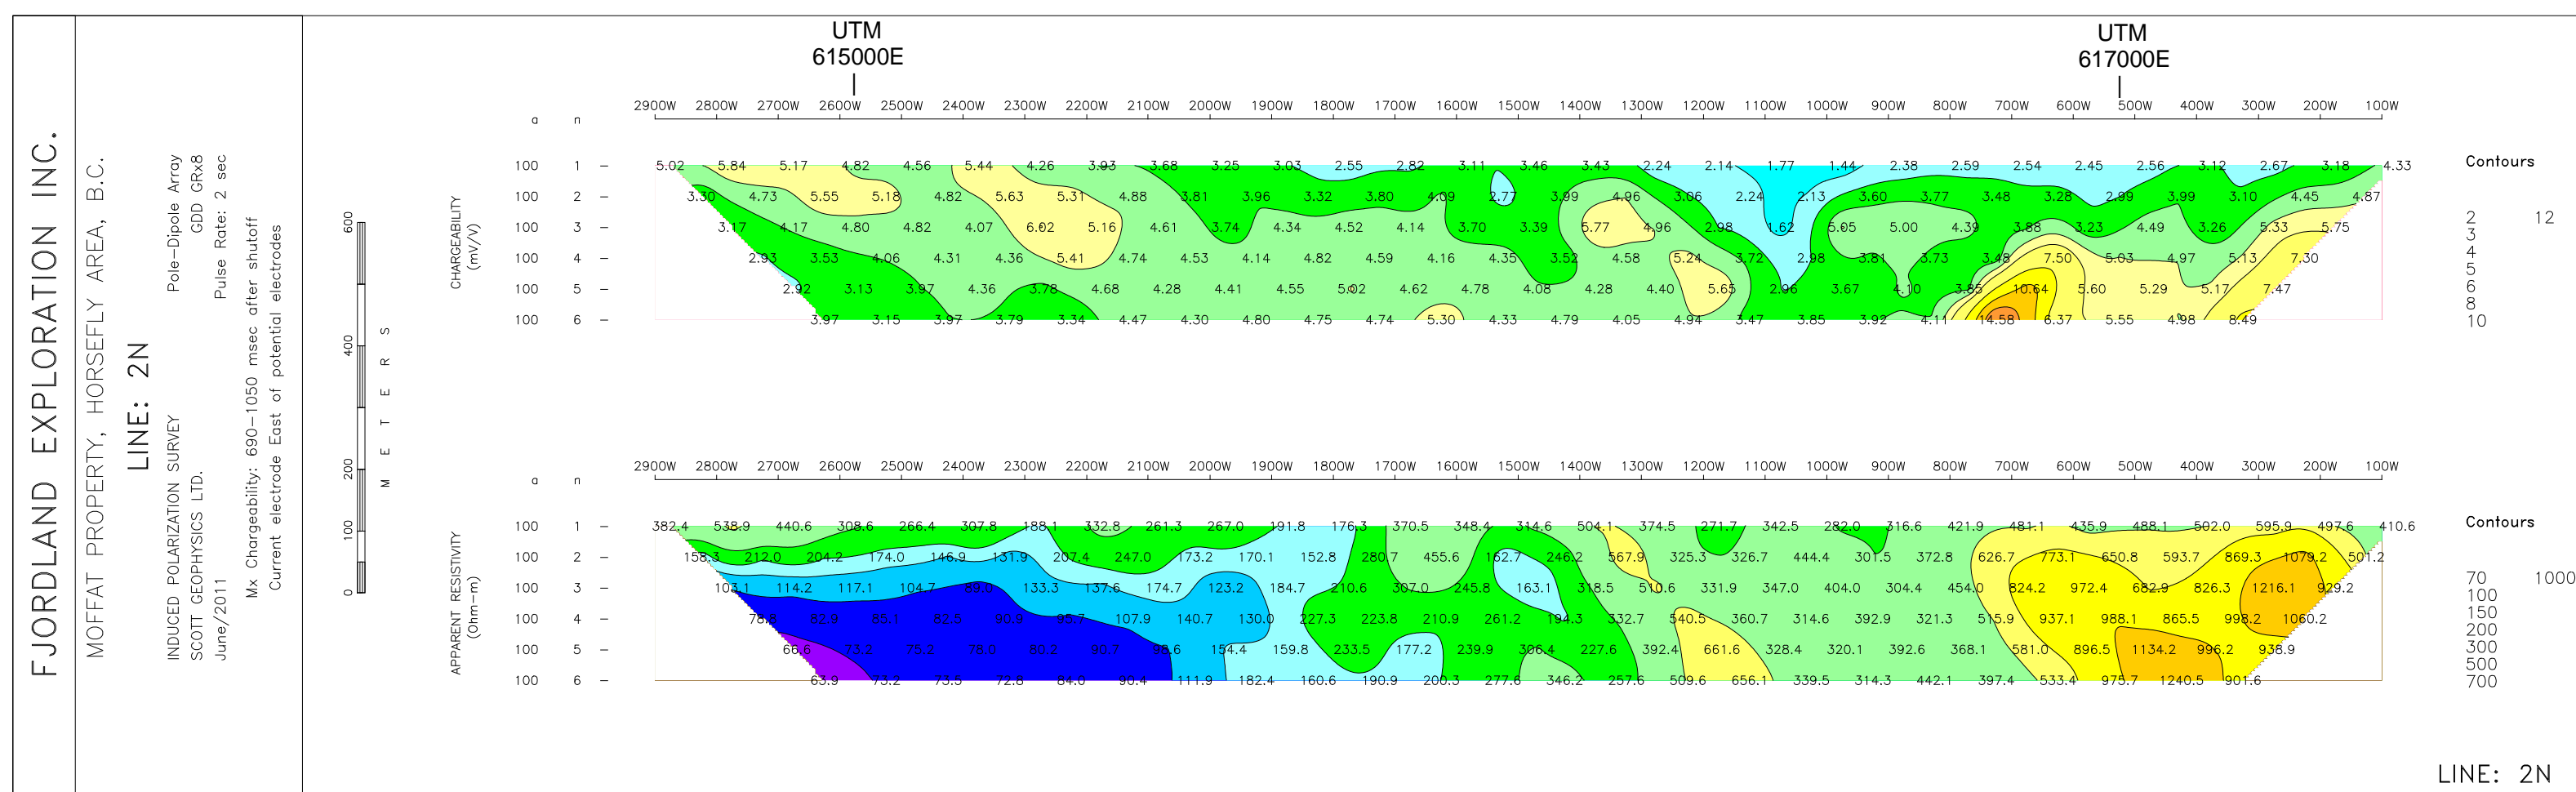 FJORDLAND EXPLORATION INC.
MOFFAT PROPERTY, HORSEFLY AREA, B.C.
LINE: 2N
INDUCED POLARIZATION SURVEY Pole-Dipole Array
SCOTT GEOPHYSICS LTD. GDD GRx8
June/2011 Pulse Rate: 2 sec
Mx Chargeability: 690-1050 msec after shutoff
Current electrode East of potential electrodes
0 100 200 400 600
METERS
UTM
615000E
UTM
617000E
2900W 2800W 2700W 2600W 2500W 2400W 2300W 2200W 2100W 2000W 1900W 1800W 1700W 1600W 1500W 1400W 1300W 1200W 1100W 1000W 900W 800W 700W 600W 500W 400W 300W 200W 100W
a n
CHARGEABILITY
(mV/V)
100 1 - 5.02 5.84 5.17 4.82 4.56 5.44 4.26 3.93 3.68 3.25 3.03 2.55 2.82 3.11 3.46 3.43 2.24 2.14 1.77 1.44 2.38 2.59 2.54 2.45 2.56 3.12 2.67 3.18 4.33
100 2 - 3.30 4.73 5.55 5.18 4.82 5.63 5.31 4.88 3.81 3.96 3.32 3.80 4.09 2.77 3.99 4.96 3.06 2.24 2.13 3.60 3.77 3.48 3.28 2.99 3.99 3.10 4.45 4.87
100 3 - 3.17 4.17 4.80 4.82 4.07 6.02 5.16 4.61 3.74 4.34 4.52 4.14 3.70 3.39 5.77 4.96 2.98 1.62 5.05 5.00 4.39 3.88 3.23 4.49 3.26 5.33 5.75
100 4 - 2.93 3.53 4.06 4.31 4.36 5.41 4.74 4.53 4.14 4.82 4.59 4.16 4.35 3.52 4.58 5.24 3.72 2.98 3.81 3.73 3.48 7.50 5.03 4.97 5.13 7.30
100 5 - 2.92 3.13 3.97 4.36 3.78 4.68 4.28 4.41 4.55 5.02 4.62 4.78 4.08 4.28 4.40 5.65 2.96 3.67 4.10 3.85 10.64 5.60 5.29 5.17 7.47
100 6 - 3.97 3.15 3.97 3.79 3.34 4.47 4.30 4.80 4.75 4.74 5.30 4.33 4.79 4.05 4.94 3.47 3.85 3.92 4.11 14.58 6.37 5.55 4.98 8.49
Contours
2 12
3
4
5
6
8
10
2900W 2800W 2700W 2600W 2500W 2400W 2300W 2200W 2100W 2000W 1900W 1800W 1700W 1600W 1500W 1400W 1300W 1200W 1100W 1000W 900W 800W 700W 600W 500W 400W 300W 200W 100W
a n
APPARENT RESISTIVITY
(Ohm-m)
100 1 - 382.4 538.9 440.6 308.6 266.4 307.8 188.1 332.8 261.3 267.0 191.8 176.3 370.5 348.4 314.6 504.1 374.5 271.7 342.5 282.0 316.6 421.9 481.1 435.9 488.1 502.0 595.9 497.6 410.6
100 2 - 158.3 212.0 204.2 174.0 146.9 131.9 207.4 247.0 173.2 170.1 152.8 280.7 455.6 162.7 246.2 567.9 325.3 326.7 444.4 301.5 372.8 626.7 773.1 650.8 593.7 869.3 1079.2 501.2
100 3 - 103.1 114.2 117.1 104.7 89.0 133.3 137.6 174.7 123.2 184.7 210.6 307.0 245.8 163.1 318.5 510.6 331.9 347.0 404.0 304.4 454.0 824.2 972.4 682.9 826.3 1216.1 929.2
100 4 - 78.8 82.9 85.1 82.5 90.9 95.7 107.9 140.7 130.0 227.3 223.8 210.9 261.2 194.3 332.7 540.5 360.7 314.6 392.9 321.3 515.9 937.1 988.1 865.5 998.2 1060.2
100 5 - 66.6 73.2 75.2 78.0 80.2 90.7 98.6 154.4 159.8 233.5 177.2 239.9 306.4 227.6 392.4 661.6 328.4 320.1 392.6 368.1 581.0 896.5 1134.2 996.2 938.9
100 6 - 63.9 73.2 73.5 72.8 84.0 90.4 111.9 182.4 160.6 190.9 200.3 277.6 346.2 257.6 509.6 656.1 339.5 314.3 442.1 397.4 533.4 975.7 1240.5 901.6
Contours
70 1000
100
150
200
300
500
700
LINE: 2N